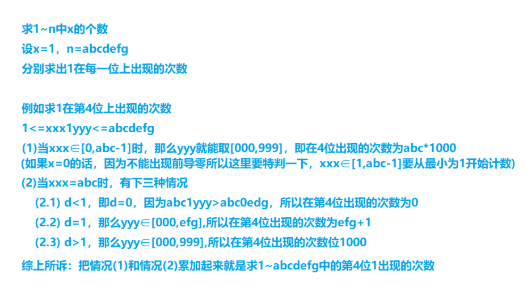 求1~n中x的个数
设x=1，n=abcdefg
分别求出1在每一位上出现的次数
例如求1在第4位上出现的次数
1<=xxx1yyy<=abcdefg
(1)当xxx∈[0,abc-1]时，那么yyy就能取[000,999]，即在4位出现的次数为abc*1000
(如果x=0的话，因为不能出现前导零所以这里要特判一下，xxx∈[1,abc-1]要从最小为1开始计数)
(2)当xxx=abc时，有下三种情况
(2.1) d<1，即d=0，因为abc1yyy>abc0edg，所以在第4位出现的次数为0
(2.2) d=1，那么yyy∈[000,efg],所以在第4位出现的次数为efg+1
(2.3) d>1，那么yyy∈[000,999],所以在第4位出现的次数位1000
综上所诉：把情况(1)和情况(2)累加起来就是求1~abcdefg中的第4位1出现的次数